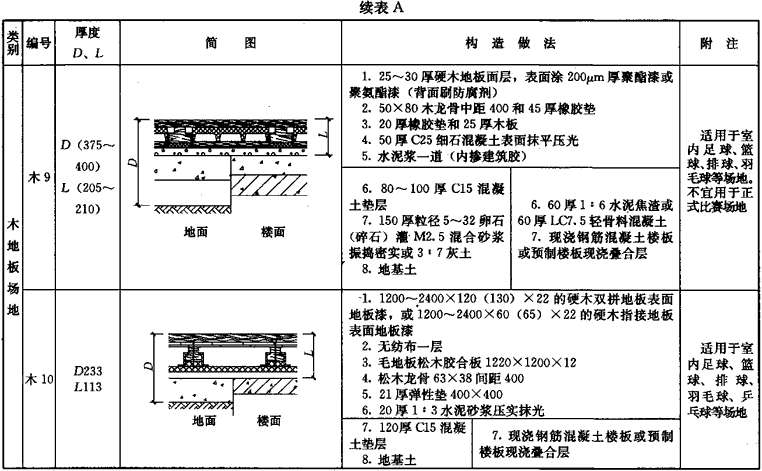 续表 A
类别
编号
厚度
D、L
简 图
构 造 做 法
附 注
木地板场地
木 9
D (375～
400)
L (205～
210)
D
L
地面
楼面
1. 25～30 厚硬木地板面层，表面涂 200μm 厚聚酯漆或
聚氨酯漆（背面刷防腐剂）
2. 50×80 木龙骨中距 400 和 45 厚橡胶垫
3. 20 厚橡胶垫和 25 厚木板
4. 50 厚 C25 细石混凝土表面抹平压光
5. 水泥浆一道（内掺建筑胶）
6. 80～100 厚 C15 混凝
土垫层
7. 150 厚粒径 5～32 卵石
（碎石）灌 M2.5 混合砂浆
振捣密实或 3∶7 灰土
8. 地基土
6. 60 厚 1∶6 水泥焦渣或
60 厚 LC7.5 轻骨料混凝土
7. 现浇钢筋混凝土楼板
或预制楼板现浇叠合层
适用于室
内足球、篮
球、排球、羽
毛球等场地。
不宜用于正
式比赛场地
木 10
D233
L113
D
L
地面
楼面
1. 1200～2400×120（130）×22 的硬木双拼地板表面
地板漆，或 1200～2400×60（65）×22 的硬木指接地板
表面地板漆
2. 无纺布一层
3. 毛地板松木胶合板 1220×1200×12
4. 松木龙骨 63×38 间距 400
5. 21 厚弹性垫 400×400
6. 20 厚 1∶3 水泥砂浆压实抹光
7. 120厚 C15 混凝
土垫层
8. 地基土
7. 现浇钢筋混凝土楼板或预制
楼板现浇叠合层
适用于室
内足球、篮
球、排球、
羽毛球、乒
乓球等场地